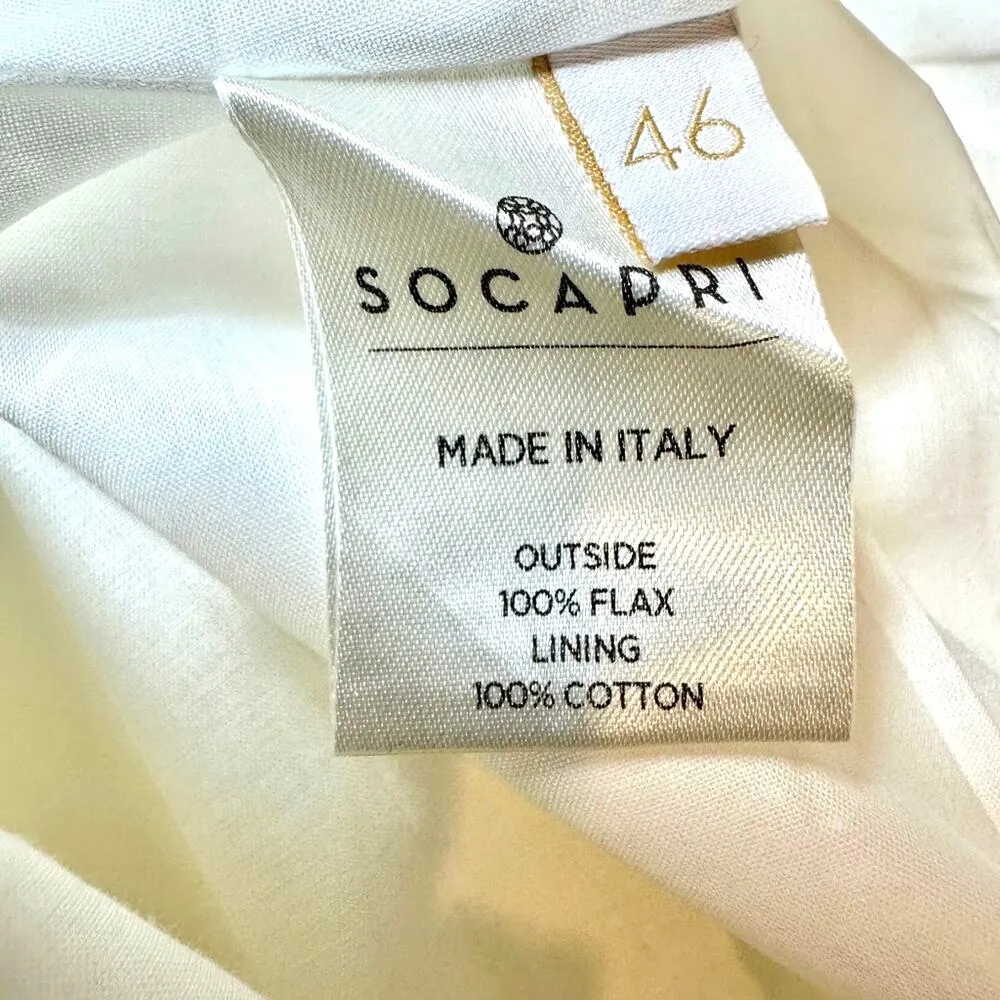 46
SOCAPRI
MADE IN ITALY
OUTSIDE
100% FLAX
LINING
100% COTTON